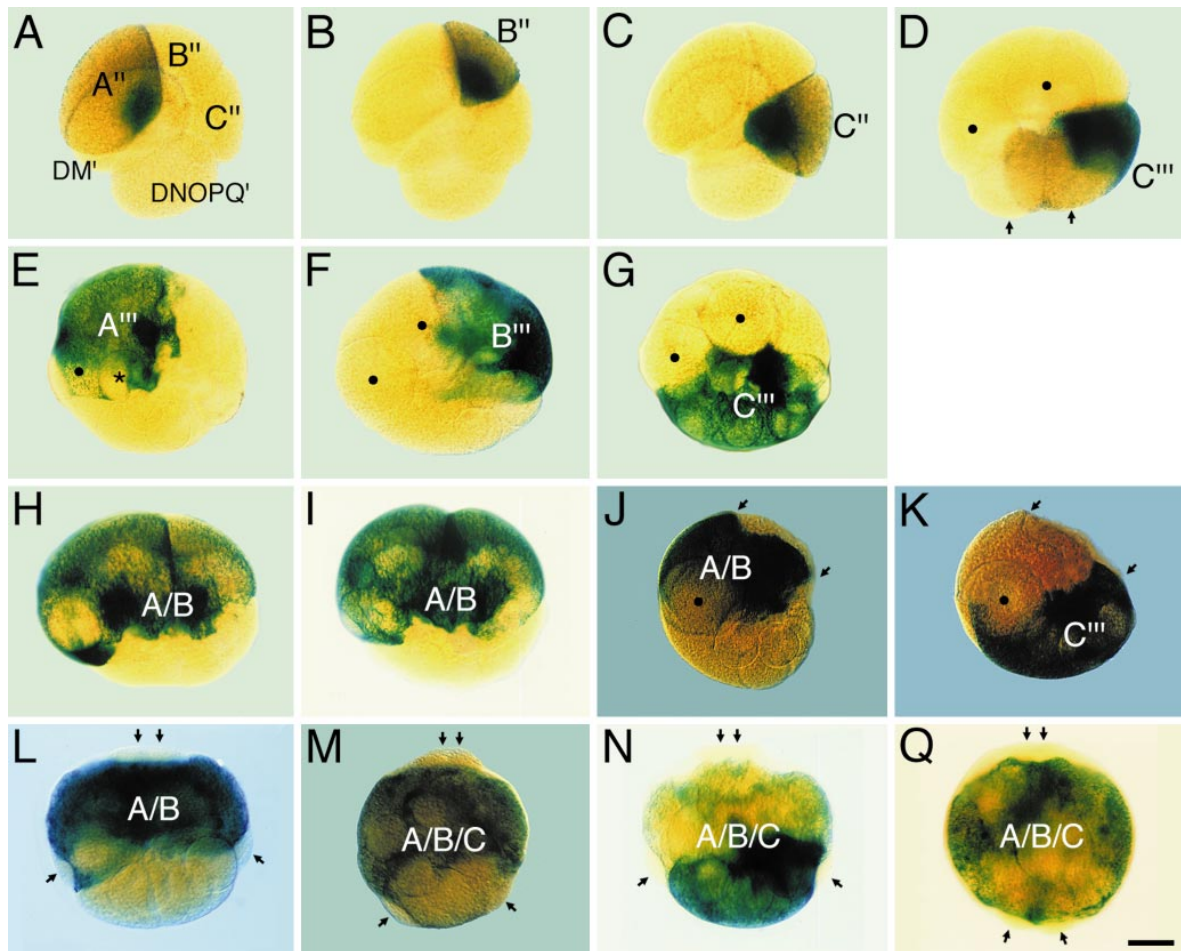 A
A"
B"
C"
DM'
DNOPQ'
B
B"
C
C"
D
C'''
E
A'''
*
F
B'''
G
C'''
H
A/B
I
A/B
J
A/B
K
C'''
L
A/B
M
A/B/C
N
A/B/C
Q
A/B/C